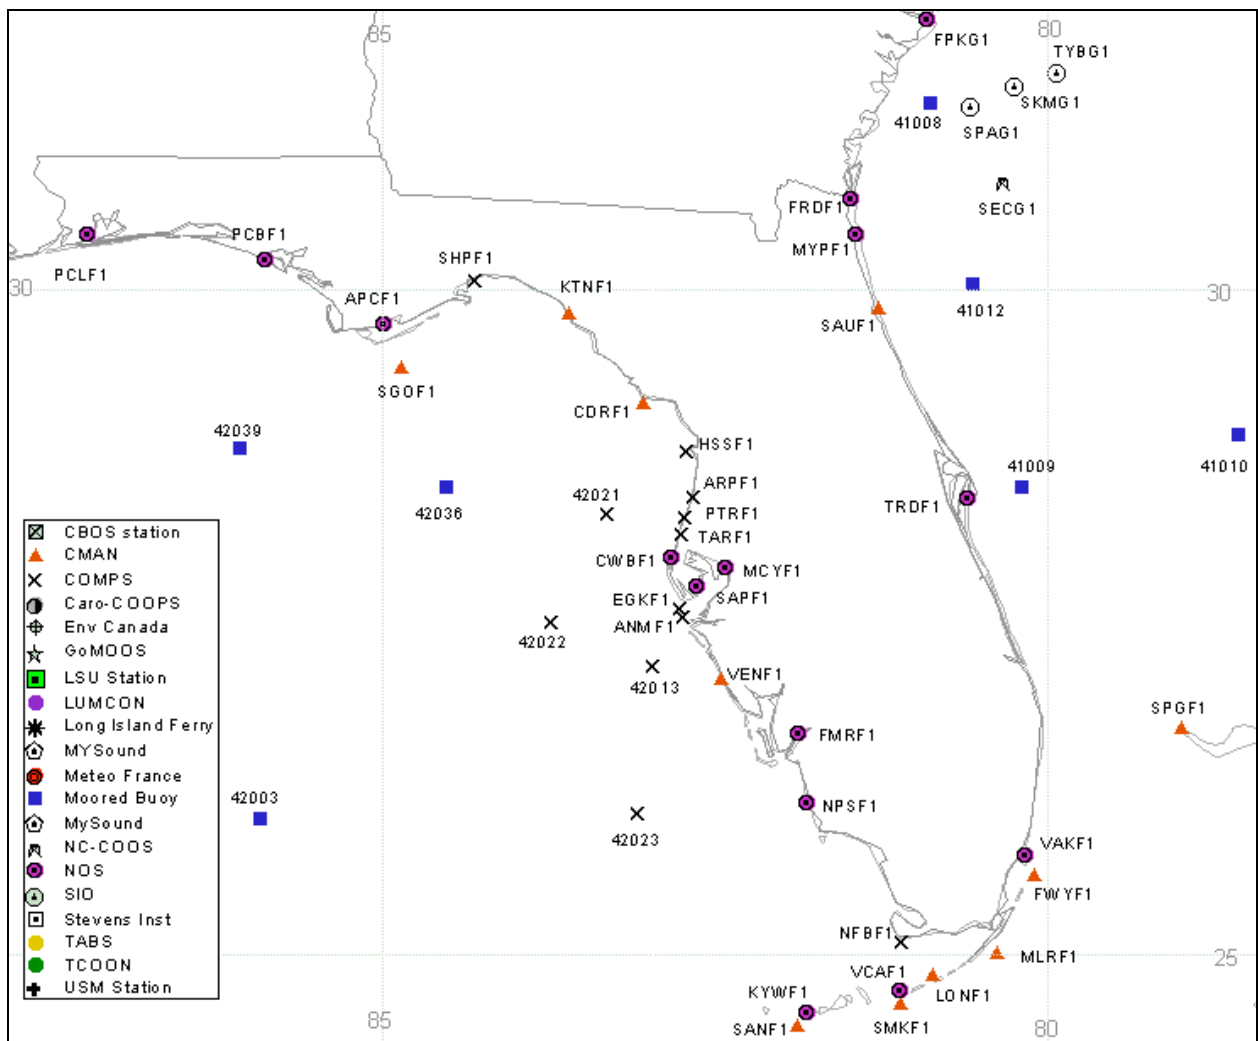 85
80
FPKG1
TYBG1
SKMG1
41008
SPAG1
SECG1
FRDF1
PCBF1
MYPF1
SHPF1
PCLF1
KTNF1
30
30
APCF1
41012
SAUF1
SGOF1
CDRF1
42039
HSSF1
41009
41010
ARPF1
42021
TRDF1
42036
PTRF1
TARF1
CWBF1
MCYF1
SAPF1
EGKF1
ANMF1
42022
VENF1
42013
SPGF1
FMRF1
42003
NPSF1
42023
VAKF1
FWYF1
NFBF1
MLRF1
25
VCAF1
LONF1
KYWF1
85
SANF1
SMKF1
80
CBOS station
CMAN
COMPS
Caro-COOPS
Env Canada
GoMOOS
LSU Station
LUMCON
Long Island Ferry
MYSound
Meteo France
Moored Buoy
MySound
NC-COOS
NOS
SIO
Stevens Inst
TABS
TCOON
USM Station